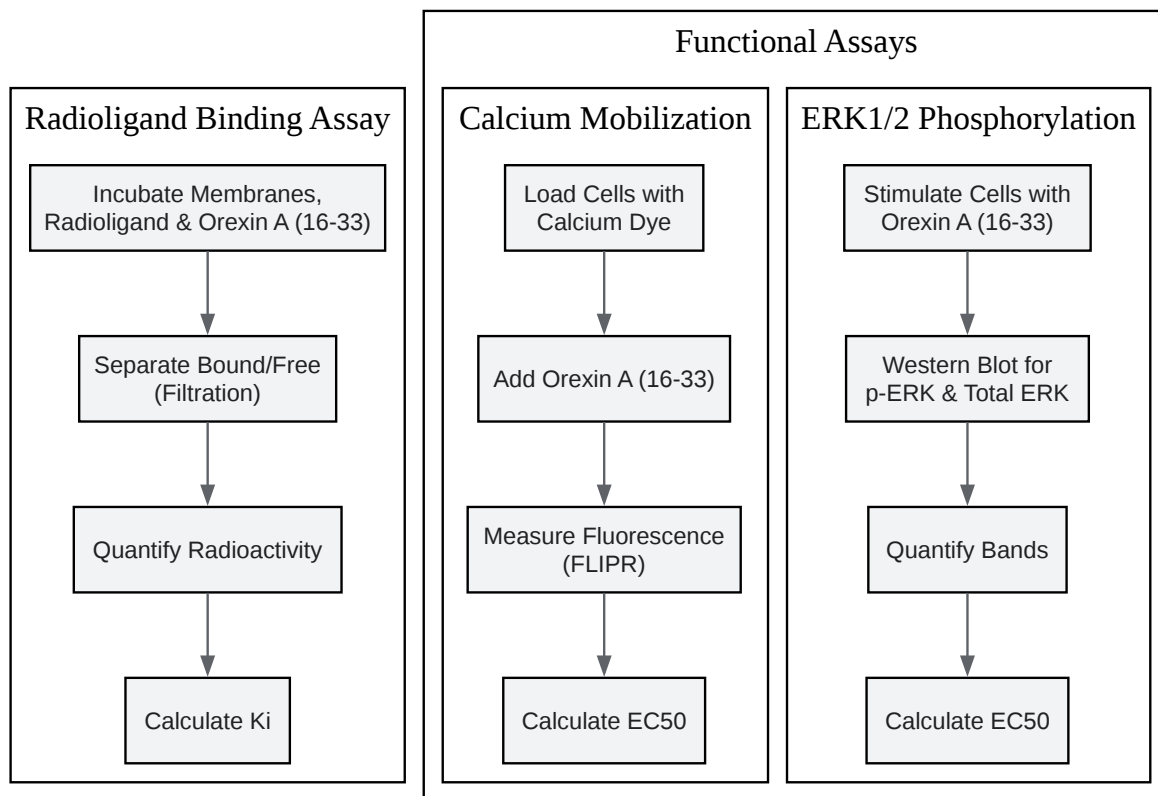 Functional Assays
Radioligand Binding Assay
Incubate Membranes,
Radioligand & Orexin A (16-33)
Separate Bound/Free
(Filtration)
Quantify Radioactivity
Calculate Ki
Calcium Mobilization
Load Cells with
Calcium Dye
Add Orexin A (16-33)
Measure Fluorescence
(FLIPR)
Calculate EC50
ERK1/2 Phosphorylation
Stimulate Cells with
Orexin A (16-33)
Western Blot for
p-ERK & Total ERK
Quantify Bands
Calculate EC50